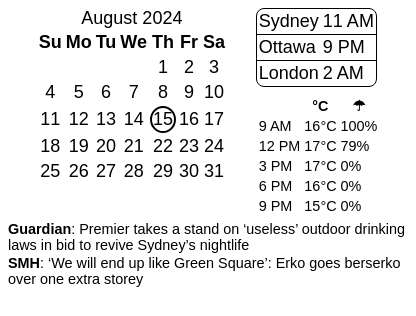 August 2024
Su Mo Tu We Th Fr Sa
1 2 3
4 5 6 7 8 9 10
11 12 13 14 15 16 17
18 19 20 21 22 23 24
25 26 27 28 29 30 31
Sydney 11 AM
Ottawa 9 PM
London 2 AM
°C ☂
9 AM 16°C 100%
12 PM 17°C 79%
3 PM 17°C 0%
6 PM 16°C 0%
9 PM 15°C 0%
Guardian: Premier takes a stand on ‘useless’ outdoor drinking
laws in bid to revive Sydney’s nightlife
SMH: ‘We will end up like Green Square’: Erko goes berserko
over one extra storey